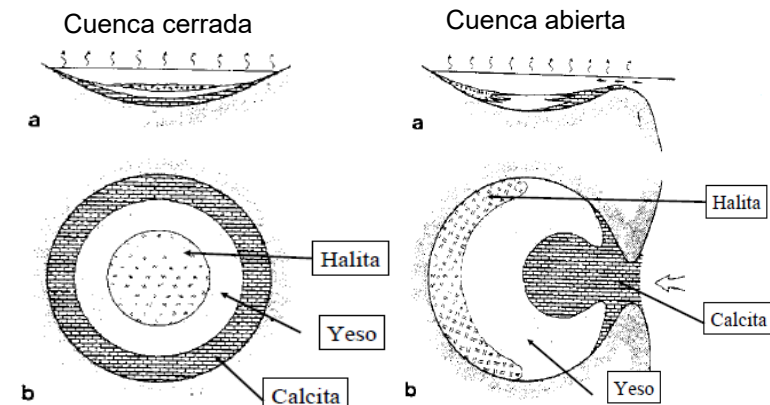 Cuenca cerrada
Cuenca abierta
a
a
Halita
Yeso
Calcita
b
Halita
Calcita
Yeso
b